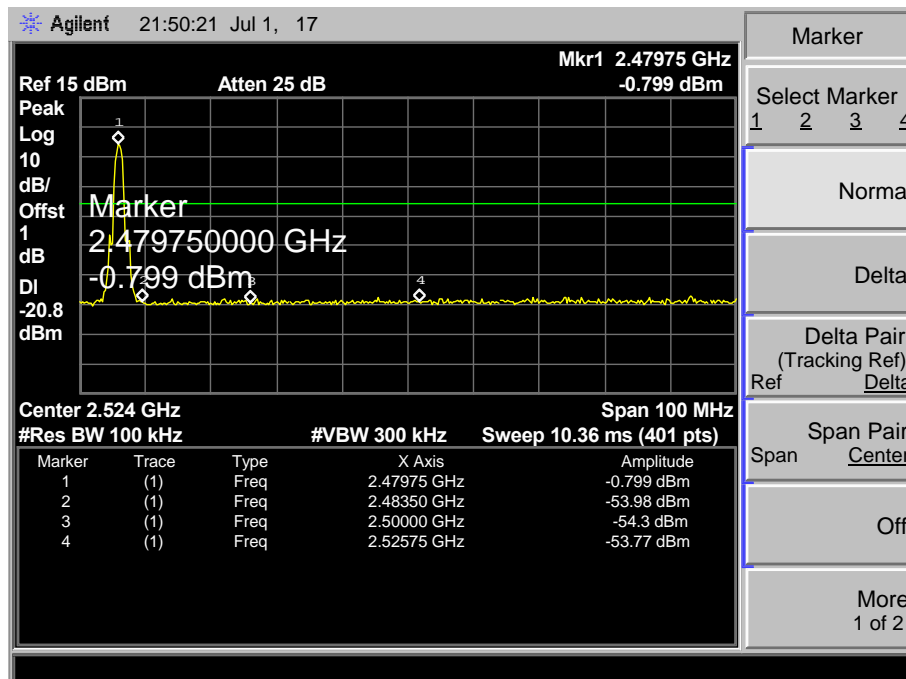 Agilent 21:50:21 Jul 1, 17
Mkr1 2.47975 GHz
Ref 15 dBm Atten 25 dB -0.799 dBm
Peak
Log
10
dB/
Offst
1
dB
DI
-20.8
dBm
1
Marker
2.479750000 GHz
-0.799 dBm
2 3 4
Center 2.524 GHz Span 100 MHz
#Res BW 100 kHz #VBW 300 kHz Sweep 10.36 ms (401 pts)
Marker Trace Type X Axis Amplitude
1 (1) Freq 2.47975 GHz -0.799 dBm
2 (1) Freq 2.48350 GHz -53.98 dBm
3 (1) Freq 2.50000 GHz -54.3 dBm
4 (1) Freq 2.52575 GHz -53.77 dBm
Marker
Select Marker
1 2 3 4
Norma
Delta
Delta Pair
(Tracking Ref)
Ref Delta
Span Pair
Span Center
Off
More
1 of 2